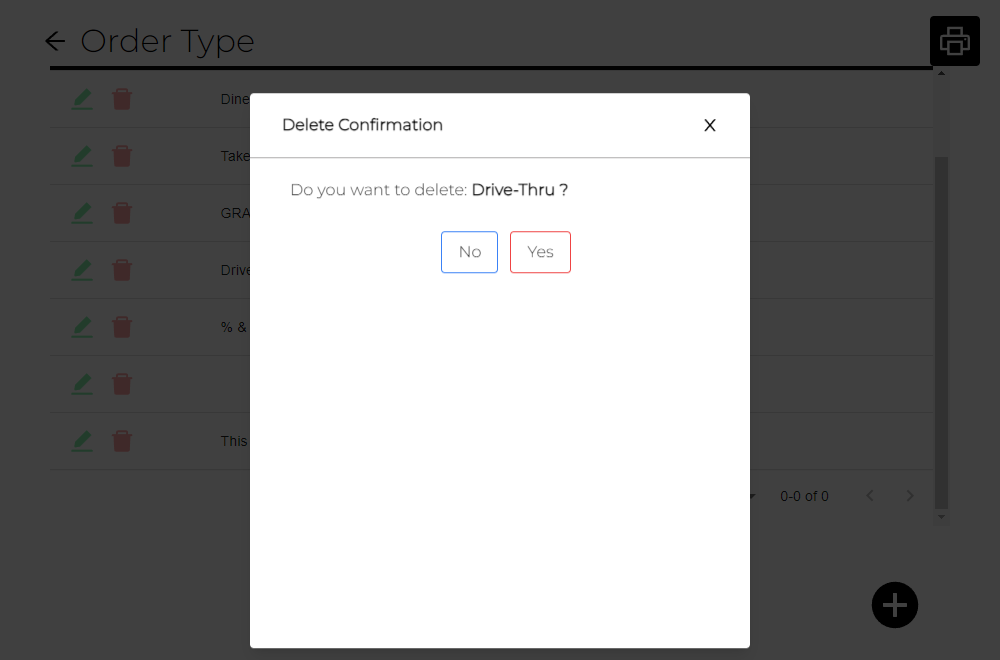 Order Type
Delete Confirmation X
Do you want to delete: Drive-Thru ?
No Yes
Dine
Take
GRA
Drive
% &
This
0-0 of 0